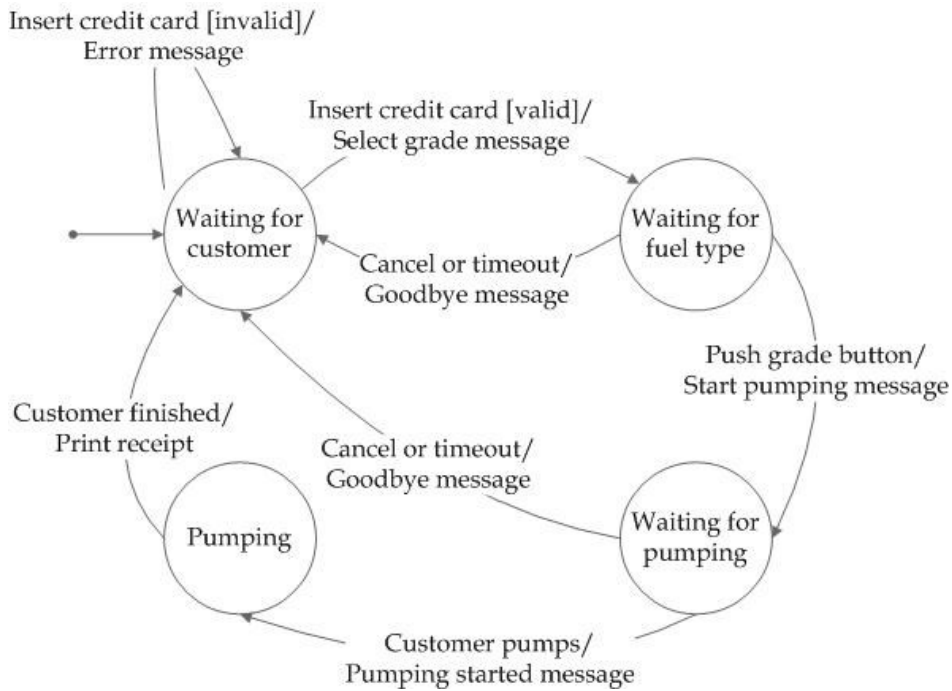 Insert credit card [invalid]/
Error message
Insert credit card [valid]/
Select grade message
Waiting for
customer
Waiting for
fuel type
Cancel or timeout/
Goodbye message
Push grade button/
Start pumping message
Customer finished/
Print receipt
Cancel or timeout/
Goodbye message
Pumping
Waiting for
pumping
Customer pumps/
Pumping started message